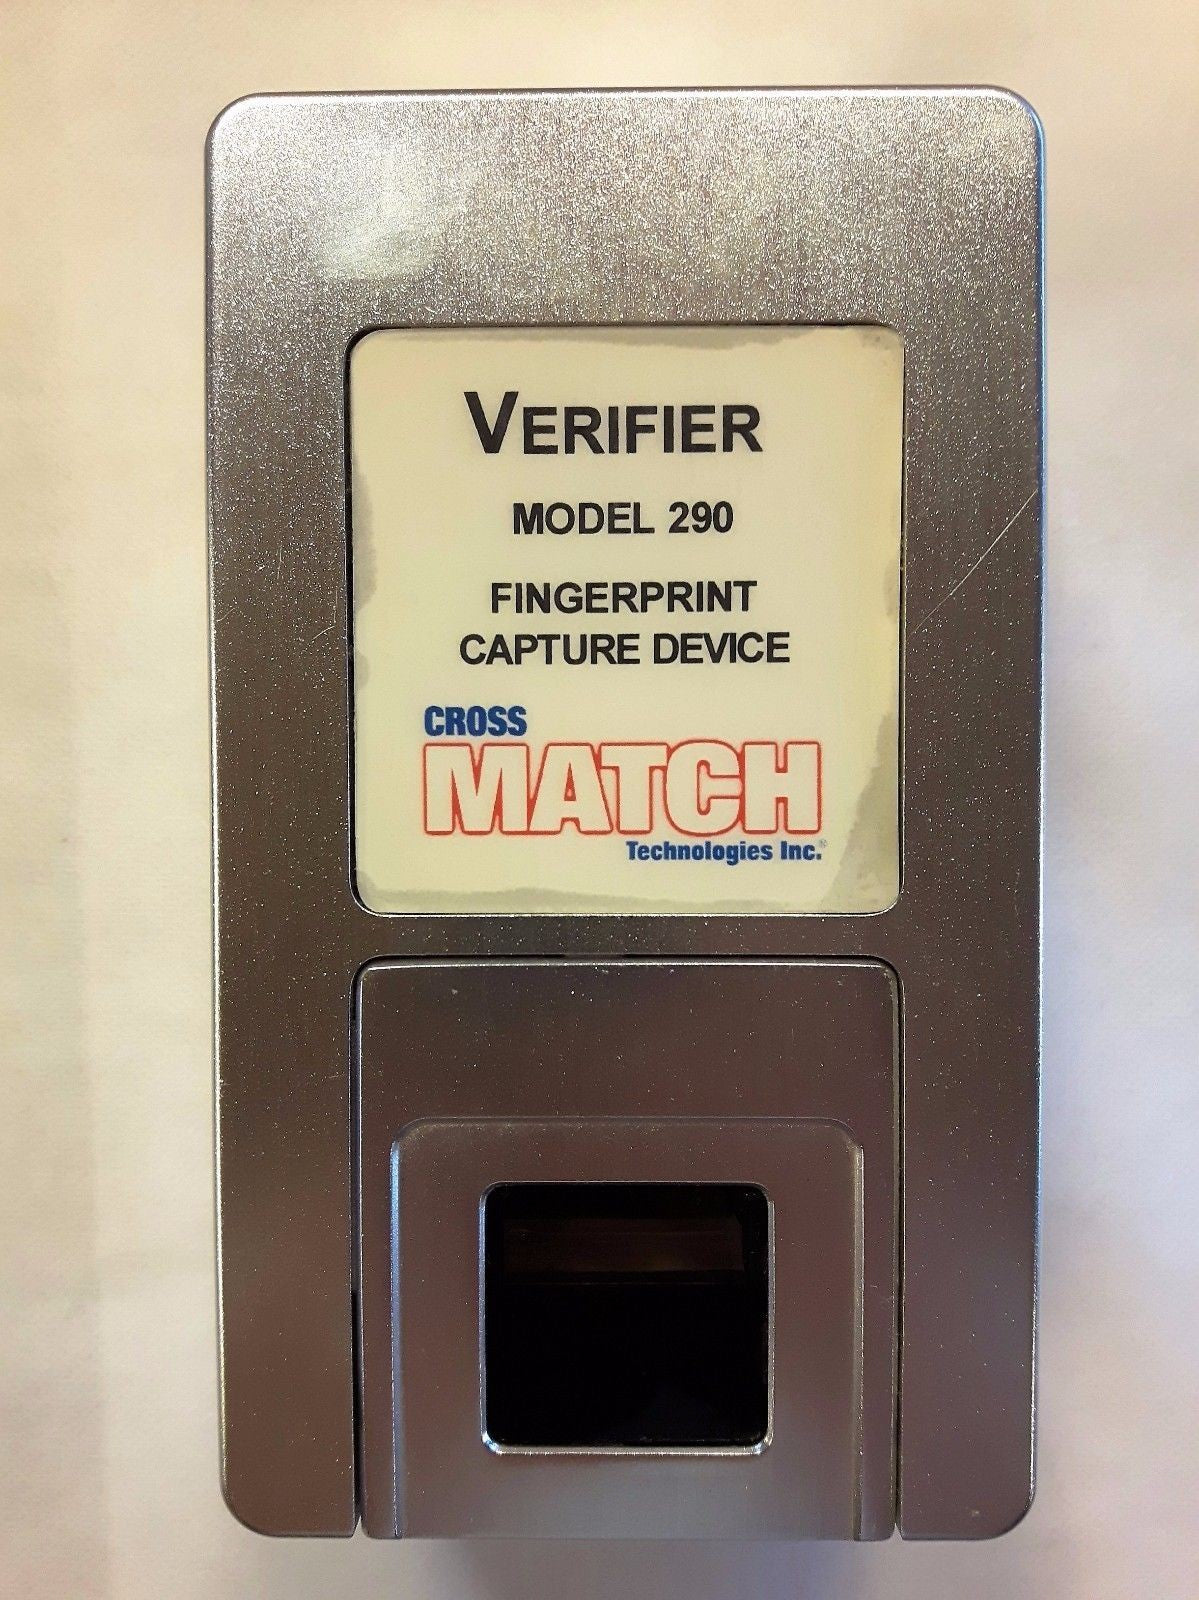 VERIFIER
MODEL 290
FINGERPRINT
CAPTURE DEVICE
CROSS
MATCH
Technologies Inc.®